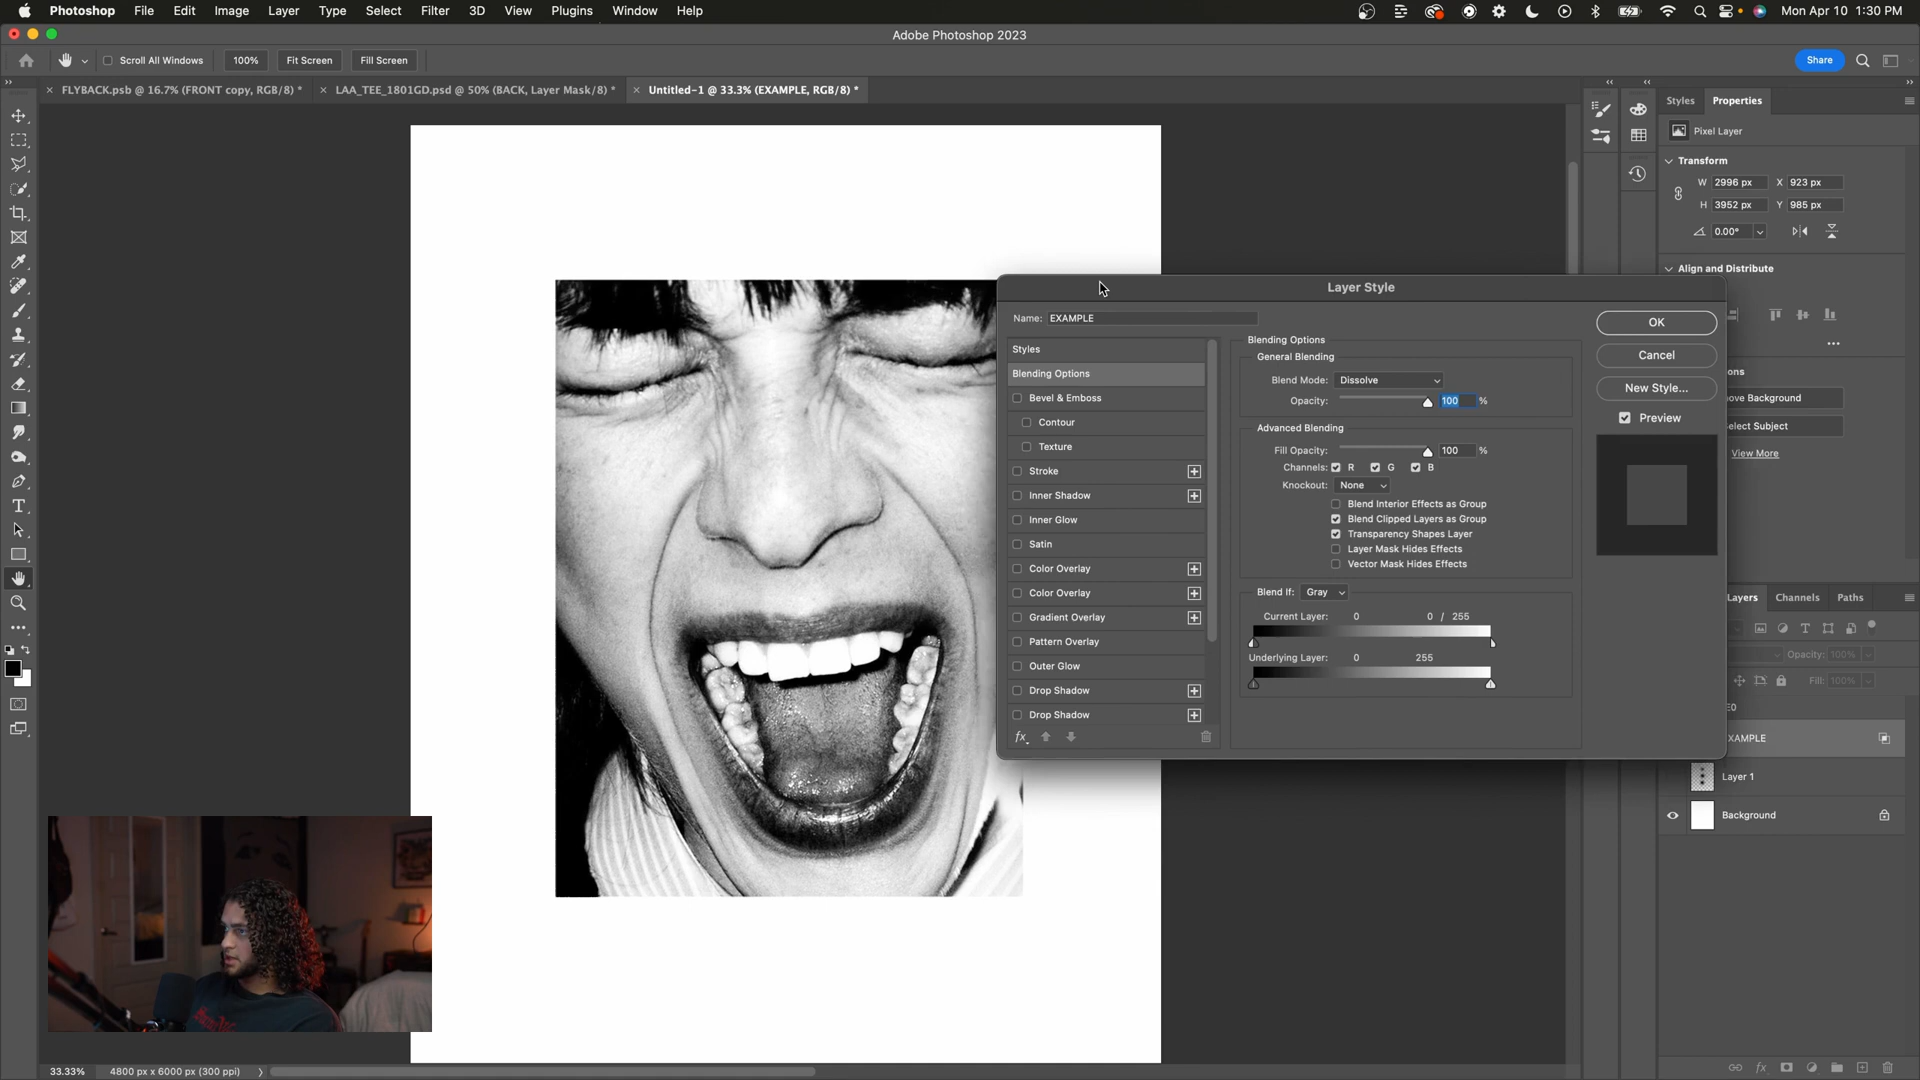 Photoshop File Edit Image Layer Type Select Filter 3D View Plugins Window Help Mon Apr 10 1:30 PM
Adobe Photoshop 2023
Scroll All Windows 100% Fit Screen Fill Screen Share
FLYBACK.psb @ 16.7% (FRONT copy, RGB/8) * LAA_TEE_1801GD.psd @ 50% (BACK, Layer Mask/8) * Untitled-1 @ 33.3% (EXAMPLE, RGB/8) *
Styles Properties
Pixel Layer
Transform
W 2996 px X 923 px
H 3952 px Y 985 px
0.00°
Align and Distribute
Layer Style
Name: EXAMPLE
Styles
Blending Options
Bevel & Emboss
Contour
Texture
Stroke
Inner Shadow
Inner Glow
Satin
Color Overlay
Color Overlay
Gradient Overlay
Pattern Overlay
Outer Glow
Drop Shadow
Drop Shadow
fx
Blending Options
General Blending
Blend Mode: Dissolve
Opacity: 100 %
Advanced Blending
Fill Opacity: 100 %
Channels: R G B
Knockout: None
Blend Interior Effects as Group
Blend Clipped Layers as Group
Transparency Shapes Layer
Layer Mask Hides Effects
Vector Mask Hides Effects
Blend If: Gray
Current Layer: 0 0 / 255
Underlying Layer: 0 255
OK
Cancel
New Style...
Preview
ons
ove Background
elect Subject
View More
Layers Channels Paths
Opacity: 100%
Fill: 100%
E0
XAMPLE
Layer 1
Background
33.33% 4800 px x 6000 px (300 ppi)
fx